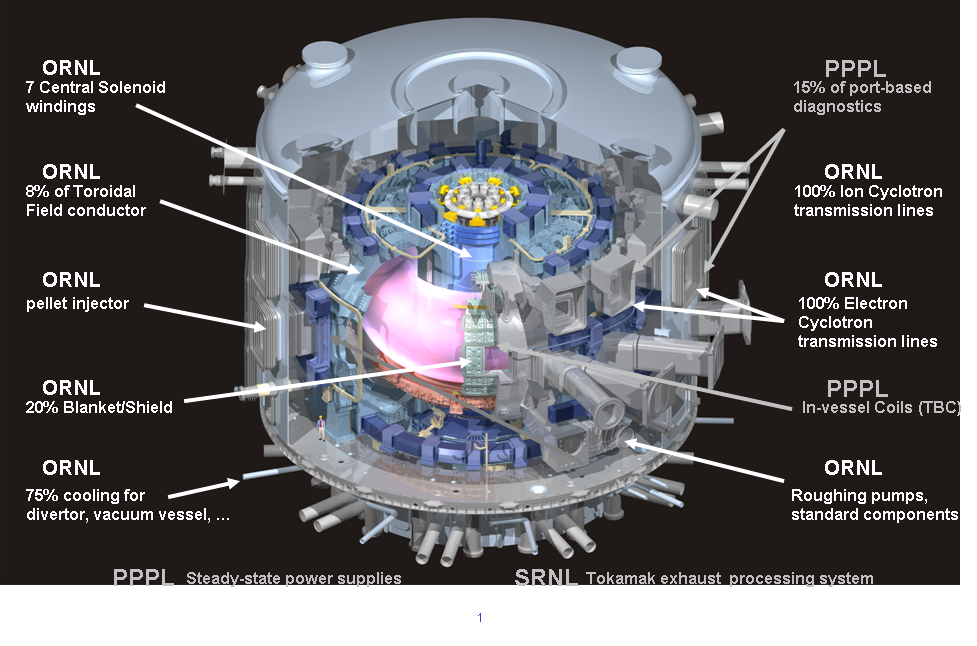 ORNL
7 Central Solenoid
windings
ORNL
8% of Toroidal
Field conductor
ORNL
pellet injector
ORNL
20% Blanket/Shield
ORNL
75% cooling for
divertor, vacuum vessel, ...
PPPL
15% of port-based
diagnostics
ORNL
100% Ion Cyclotron
transmission lines
ORNL
100% Electron
Cyclotron
transmission lines
PPPL
In-vessel Coils (TBC)
ORNL
Roughing pumps,
standard components
PPPL Steady-state power supplies
SRNL Tokamak exhaust processing system
1